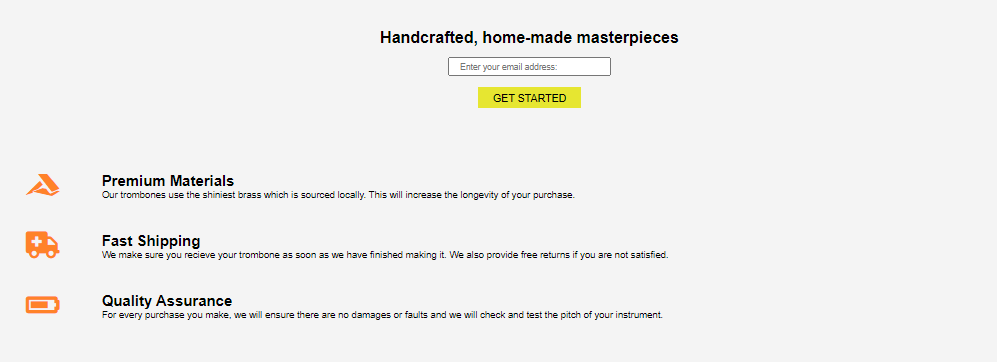 Handcrafted, home-made masterpieces
Enter your email address:
GET STARTED
Premium Materials
Our trombones use the shiniest brass which is sourced locally. This will increase the longevity of your purchase.
Fast Shipping
We make sure you recieve your trombone as soon as we have finished making it. We also provide free returns if you are not satisfied.
Quality Assurance
For every purchase you make, we will ensure there are no damages or faults and we will check and test the pitch of your instrument.